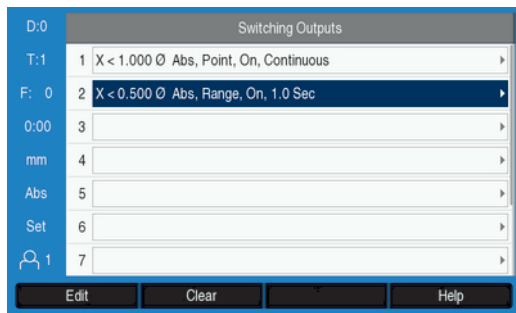 D:0
Switching Outputs
T:1
1 X < 1.000 Ø Abs, Point, On, Continuous
F: 0
2 X < 0.500 Ø Abs, Range, On, 1.0 Sec
0:00
3
mm
4
Abs
5
Set
6
1
7
Edit Clear Help